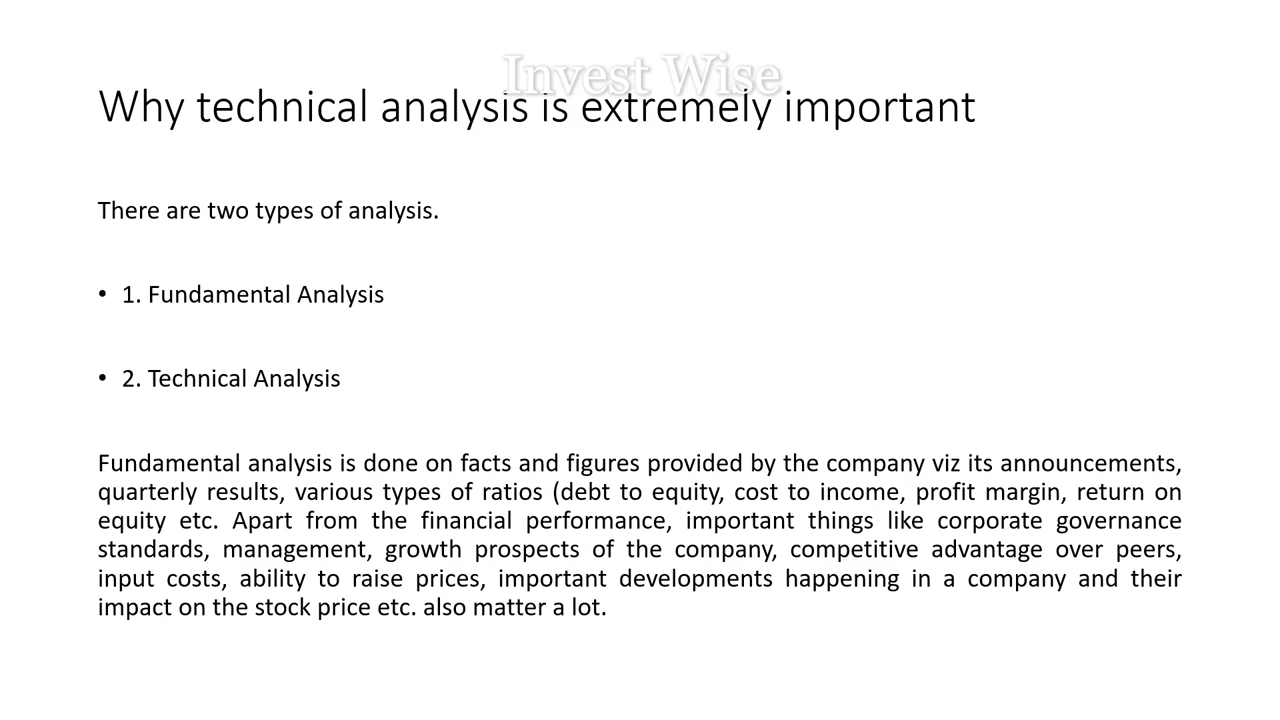 Invest Wise
Why technical analysis is extremely important
There are two types of analysis.
• 1. Fundamental Analysis
• 2. Technical Analysis
Fundamental analysis is done on facts and figures provided by the company viz its announcements,
quarterly results, various types of ratios (debt to equity, cost to income, profit margin, return on
equity etc. Apart from the financial performance, important things like corporate governance
standards, management, growth prospects of the company, competitive advantage over peers,
input costs, ability to raise prices, important developments happening in a company and their
impact on the stock price etc. also matter a lot.